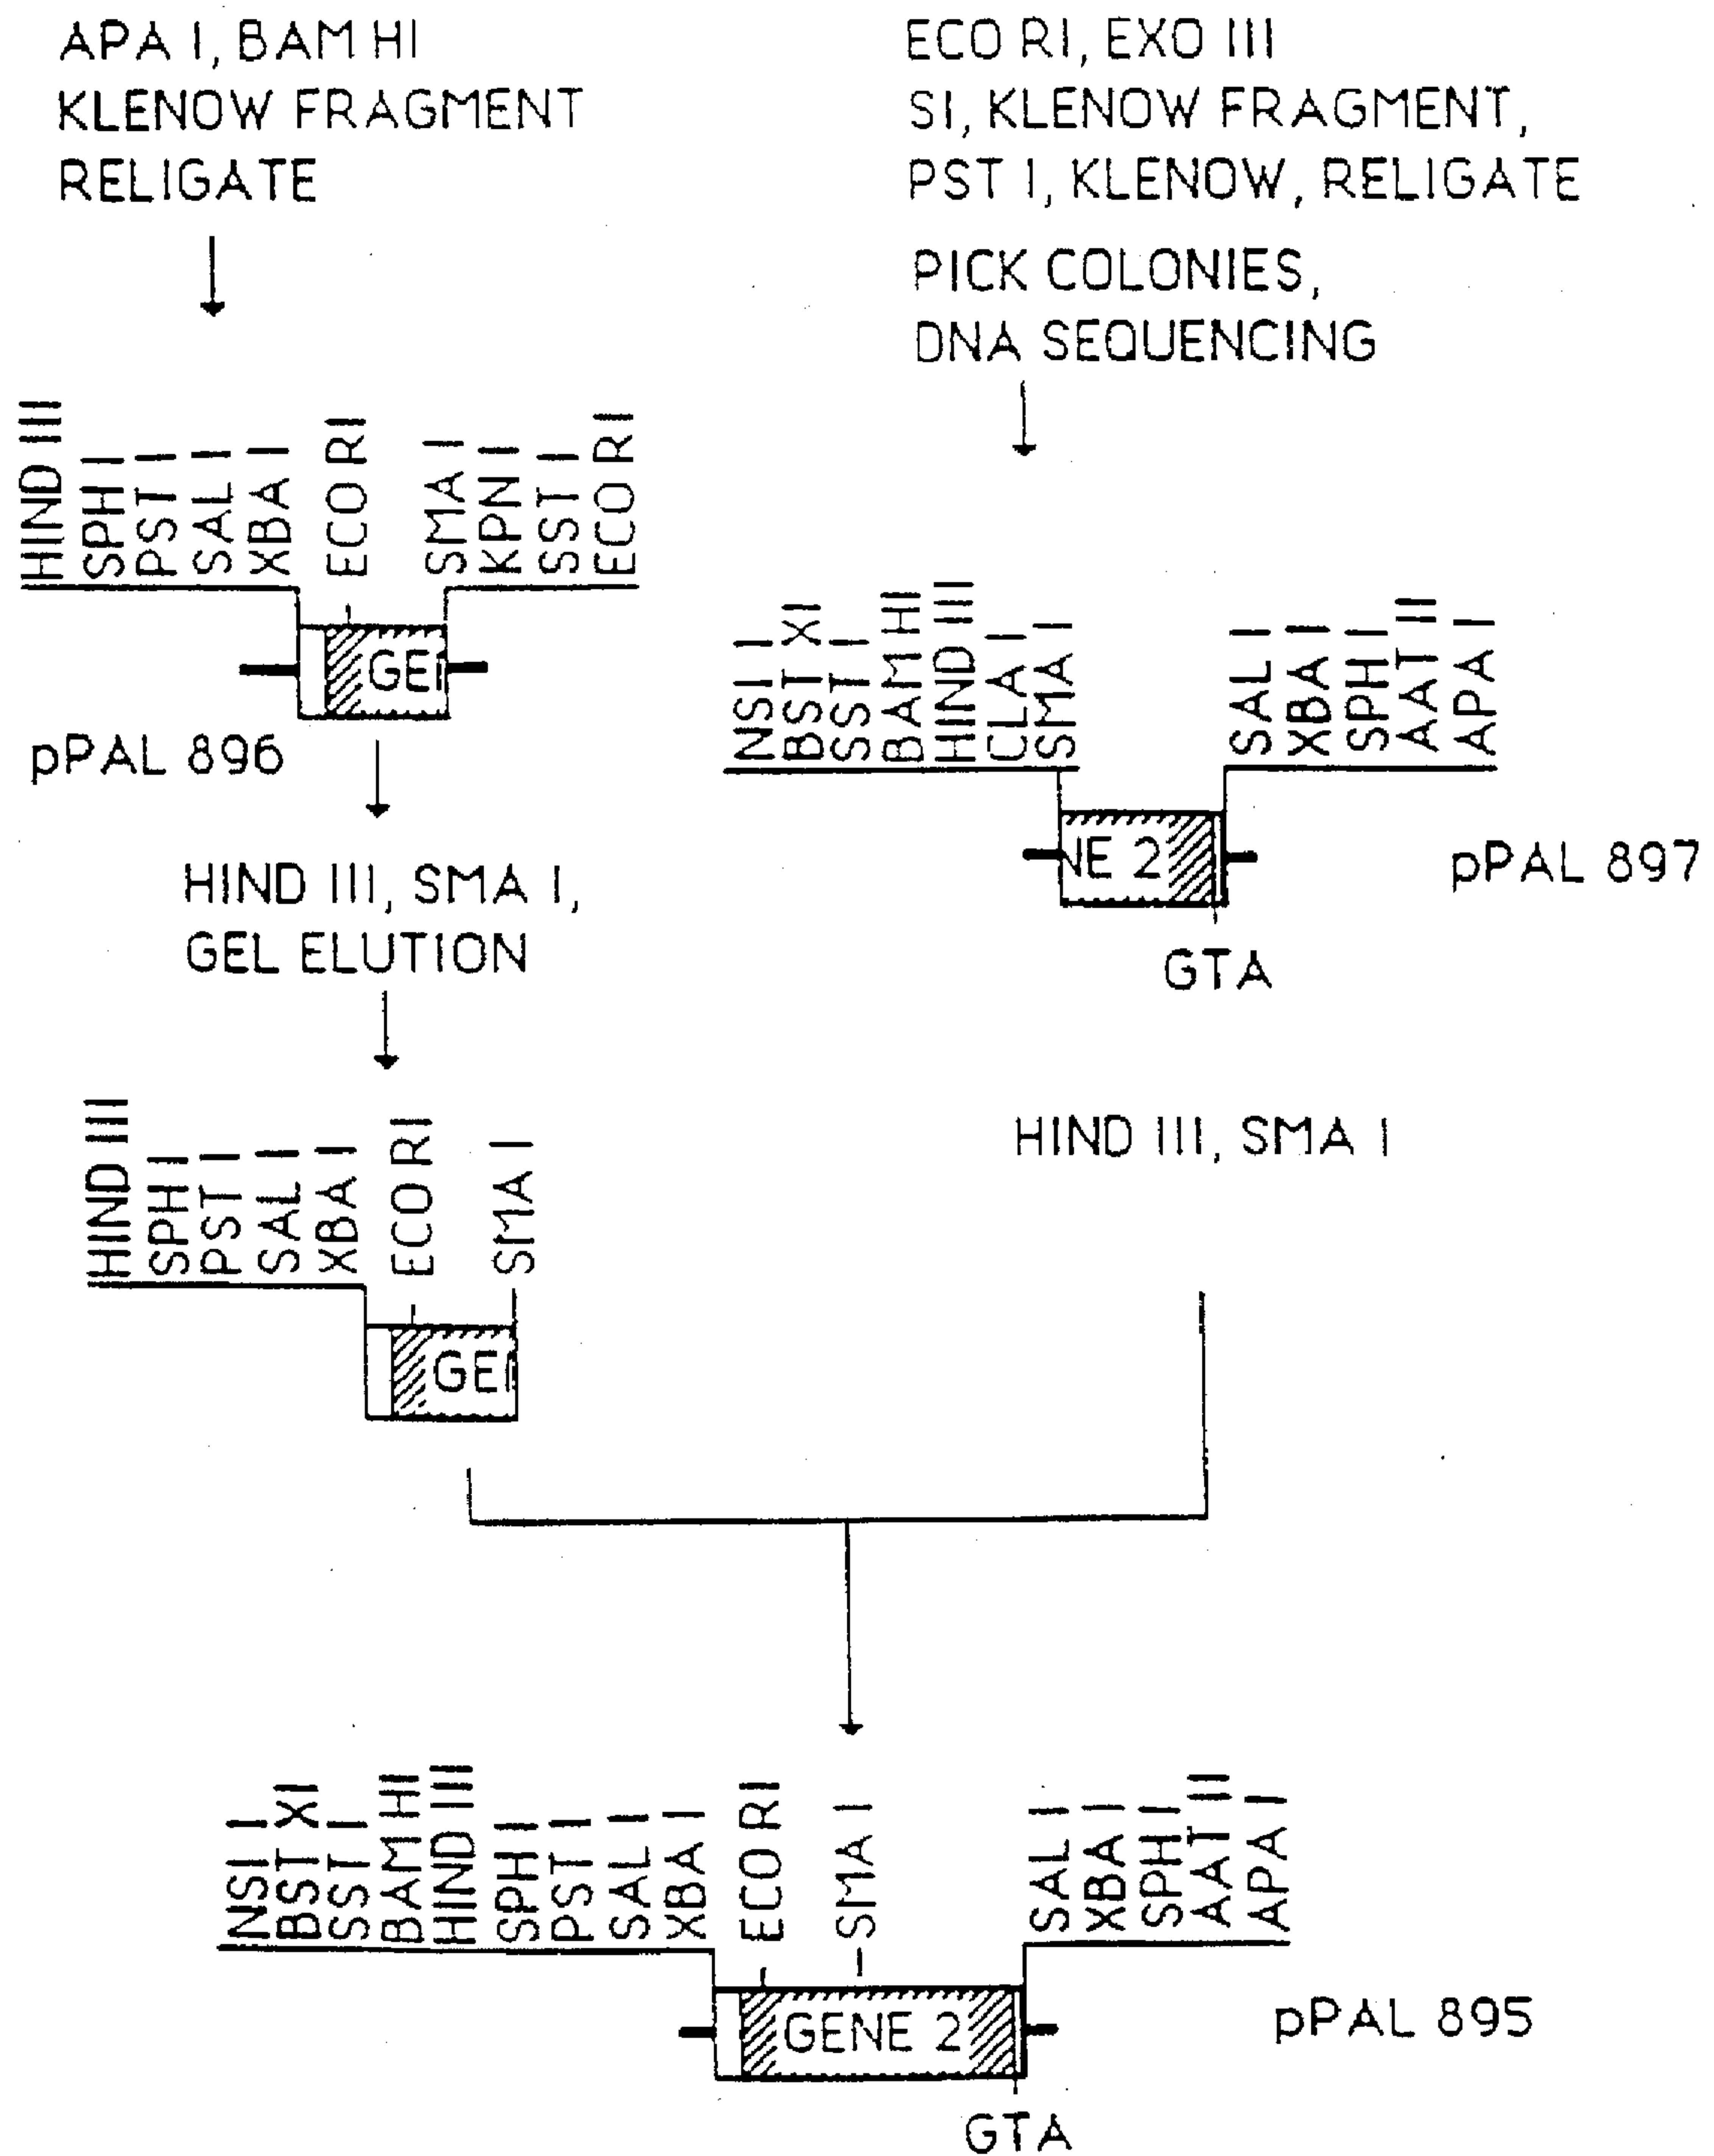 APA I, BAM HI
KLENOW FRAGMENT
RELIGATE
ECO RI, EXO III
SI, KLENOW FRAGMENT,
PST I, KLENOW, RELIGATE
PICK COLONIES,
DNA SEQUENCING
HIND III
SPH I
PST I
SAL I
XBA I
ECO RI
SMA I
KPN I
SST I
ECO RI
GEN
pPAL 896
NSI I
BST XI
SST I
BAM HI
HIND III
CLA I
SMA I
SAL I
XBA I
SPH I
AAT II
APA I
NE 2
pPAL 897
GTA
HIND III, SMA I,
GEL ELUTION
HIND III
SPH I
PST I
SAL I
XBA I
ECO RI
SMA I
GEN
HIND III, SMA I
NSI I
BST XI
SST I
BAM HI
HIND III
SPH I
PST I
SAL I
XBA I
ECO RI
SMA I
SAL I
XBA I
SPH I
AAT II
APA I
GENE 2
pPAL 895
GTA